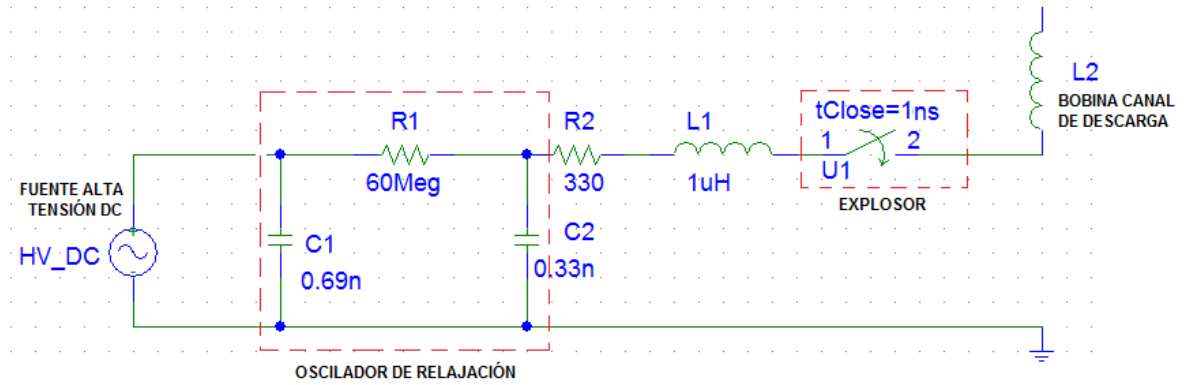 FUENTE ALTA
TENSIÓN DC
HV_DC
C1
0.69n
R1
60Meg
C2
0.33n
OSCILADOR DE RELAJACIÓN
R2
330
L1
1uH
tClose=1ns
1 2
U1
EXPLOSOR
L2
BOBINA CANAL
DE DESCARGA